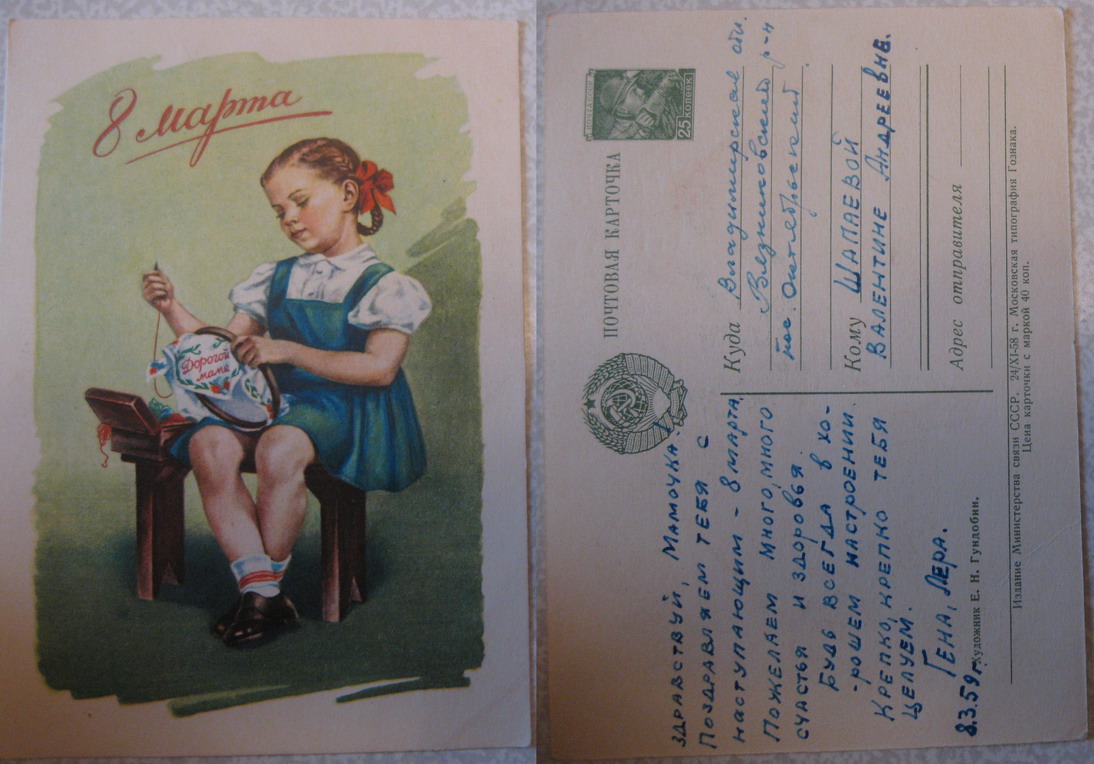 8 марта
Дорогой
маме
ПОЧТОВАЯ КАРТОЧКА
25 КОПЕЕК
ЗДРАВСТВУЙ, МАМОЧКА!
ПОЗДРАВЛЯЕМ ТЕБЯ С
НАСТУПАЮЩИМ - 8 МАРТА,
ПОЖЕЛАЕМ МНОГО, МНОГО
СЧАСТЬЯ И ЗДОРОВЬЯ.
БУДЬ ВСЕГДА В ХО-
-РОШЕМ НАСТРОЕНИИ.
КРЕПКО, КРЕПКО ТЕБЯ
ЦЕЛУЕМ.
ГЕНА, ЛЕРА.
8.3.59г.
Художник Е. Н. Гундобин.
Куда Владимирская обл.
Вязниковский р-н
пос. Октябрьский
Кому ШАПАЕВОЙ
ВАЛЕНТИНЕ АНДРЕЕВНЕ.
Адрес отправителя
Издание Министерства связи СССР. 24/XI-58 г. Московская типография Гознака.
Цена карточки с маркой 40 коп.